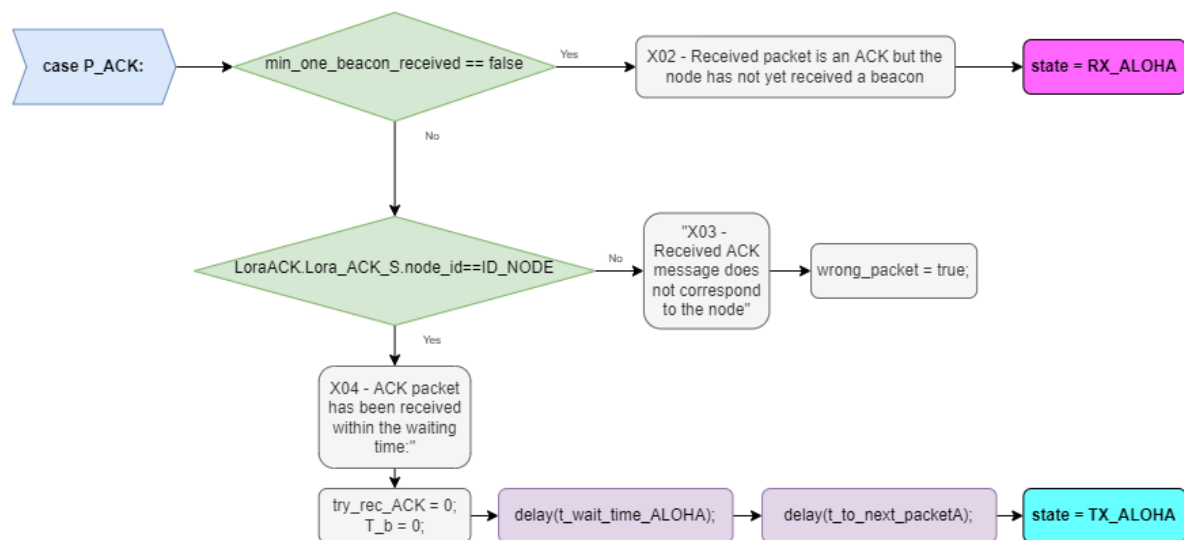 case P_ACK:
min_one_beacon_received == false
Yes
X02 - Received packet is an ACK but the
node has not yet received a beacon
state = RX_ALOHA
No
LoraACK.Lora_ACK_S.node_id==ID_NODE
No
"X03 -
Received ACK
message does
not correspond
to the node"
wrong_packet = true;
Yes
X04 - ACK packet
has been received
within the waiting
time:"
try_rec_ACK = 0;
T_b = 0;
delay(t_wait_time_ALOHA);
delay(t_to_next_packetA);
state = TX_ALOHA